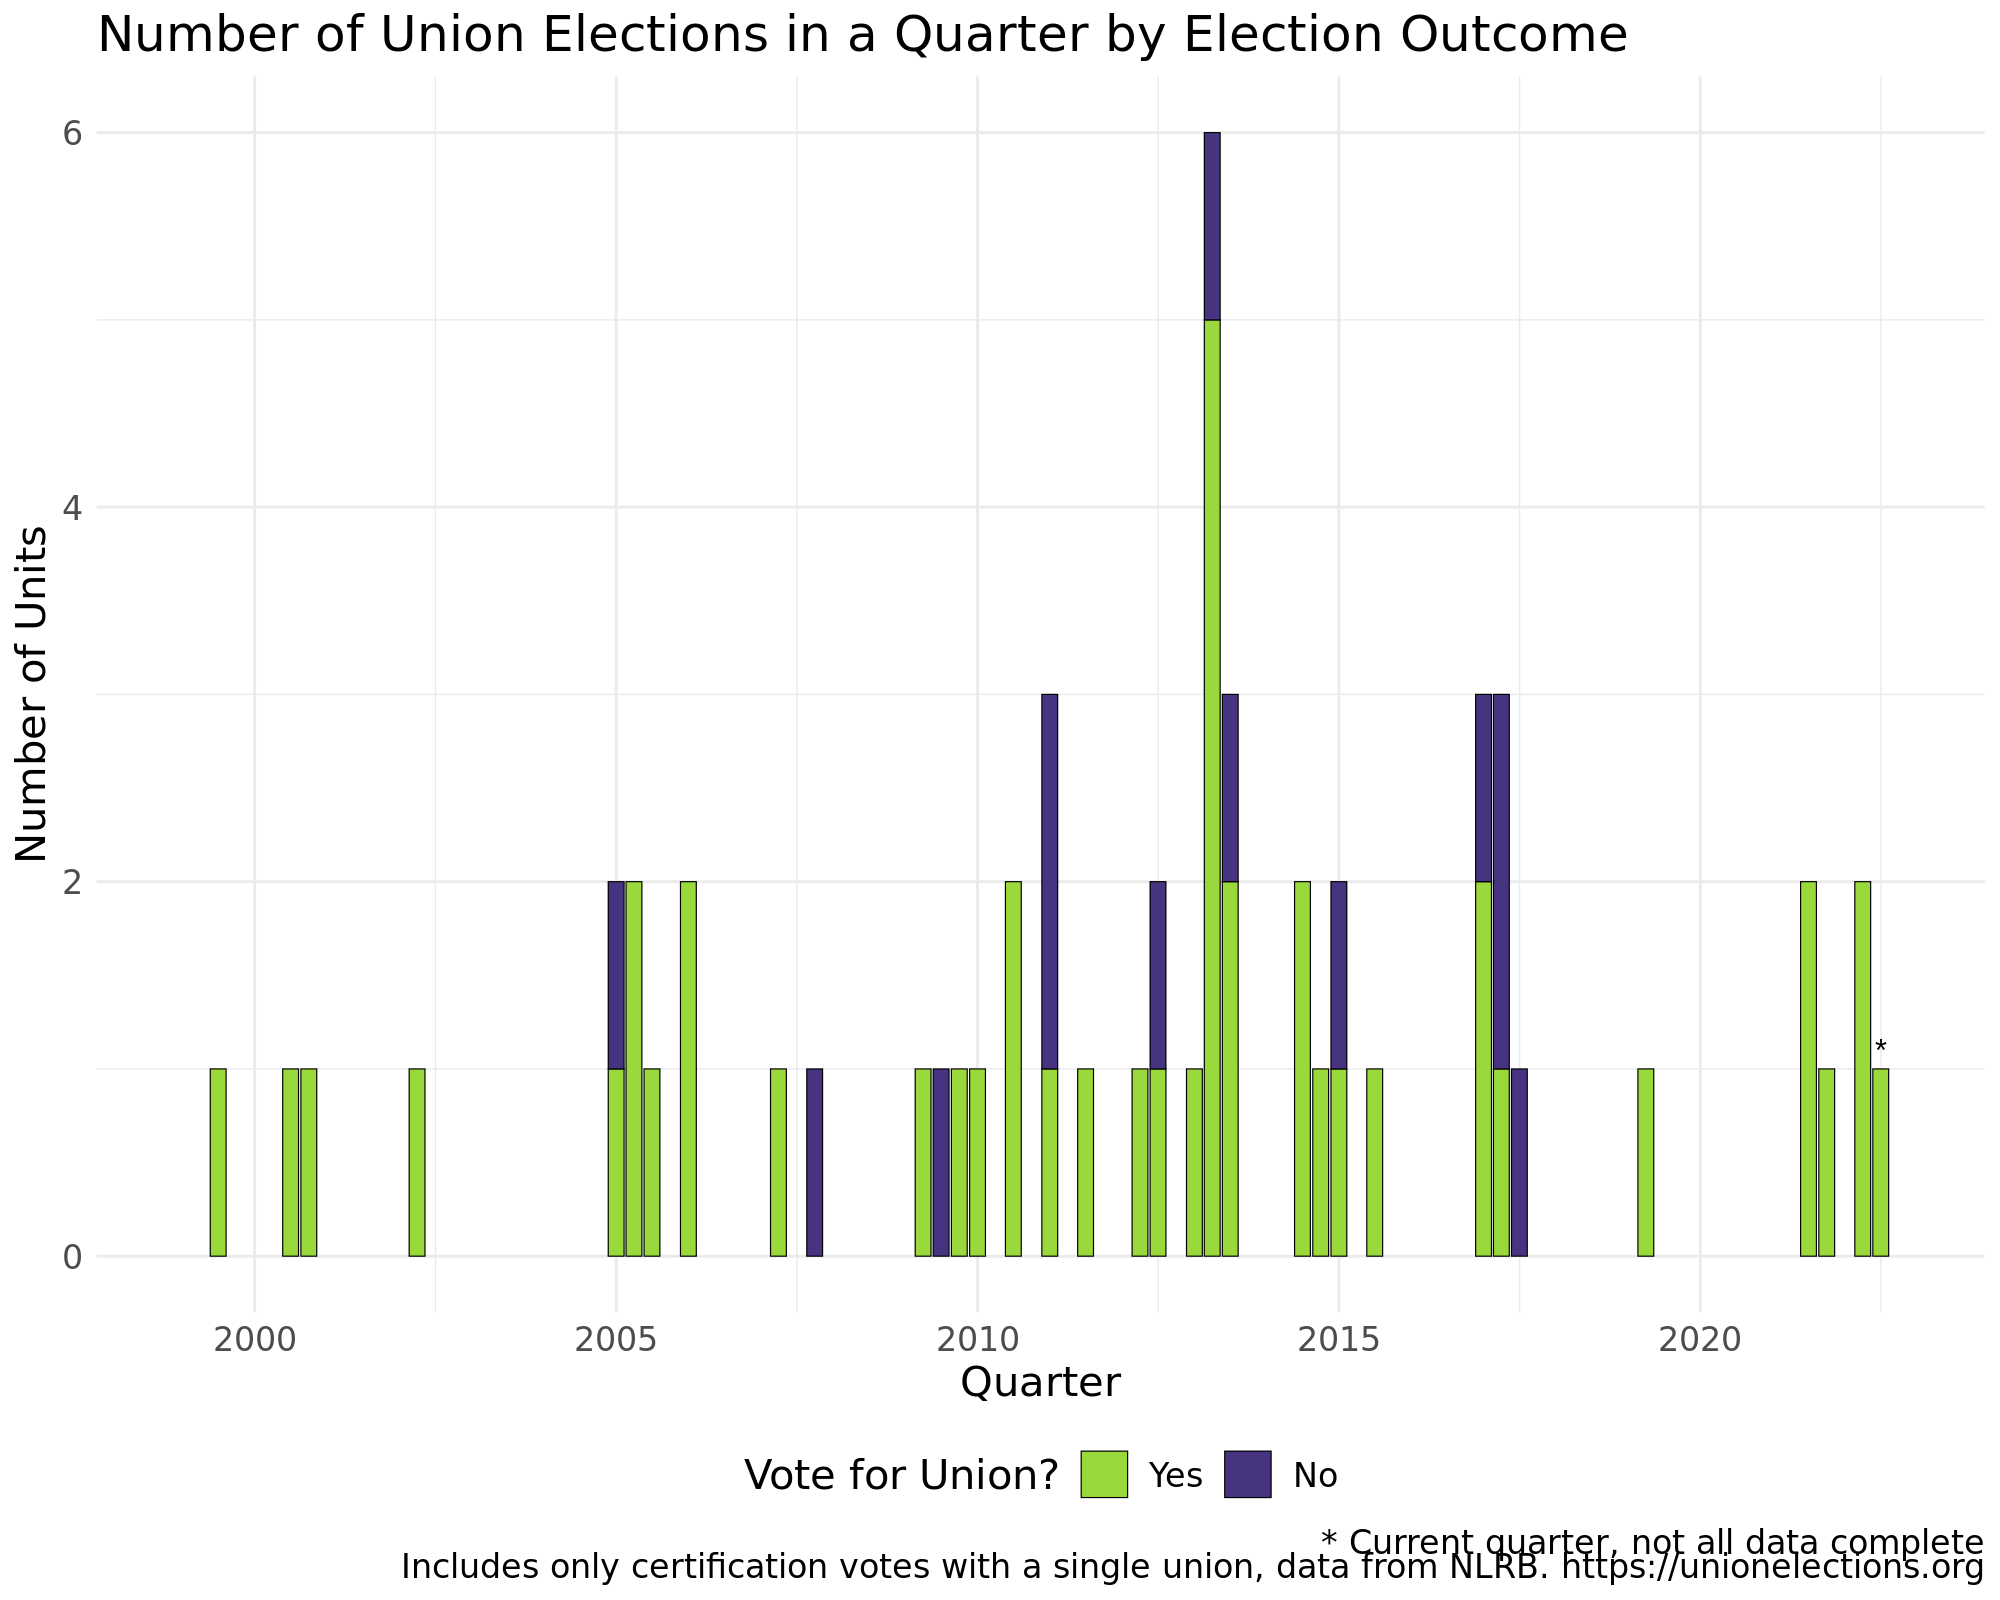 Number of Union Elections in a Quarter by Election Outcome
6
4
2
0
Number of Units
*
2000 2005 2010 2015 2020
Quarter
Vote for Union? Yes No
* Current quarter, not all data complete
Includes only certification votes with a single union, data from NLRB. https://unionelections.org